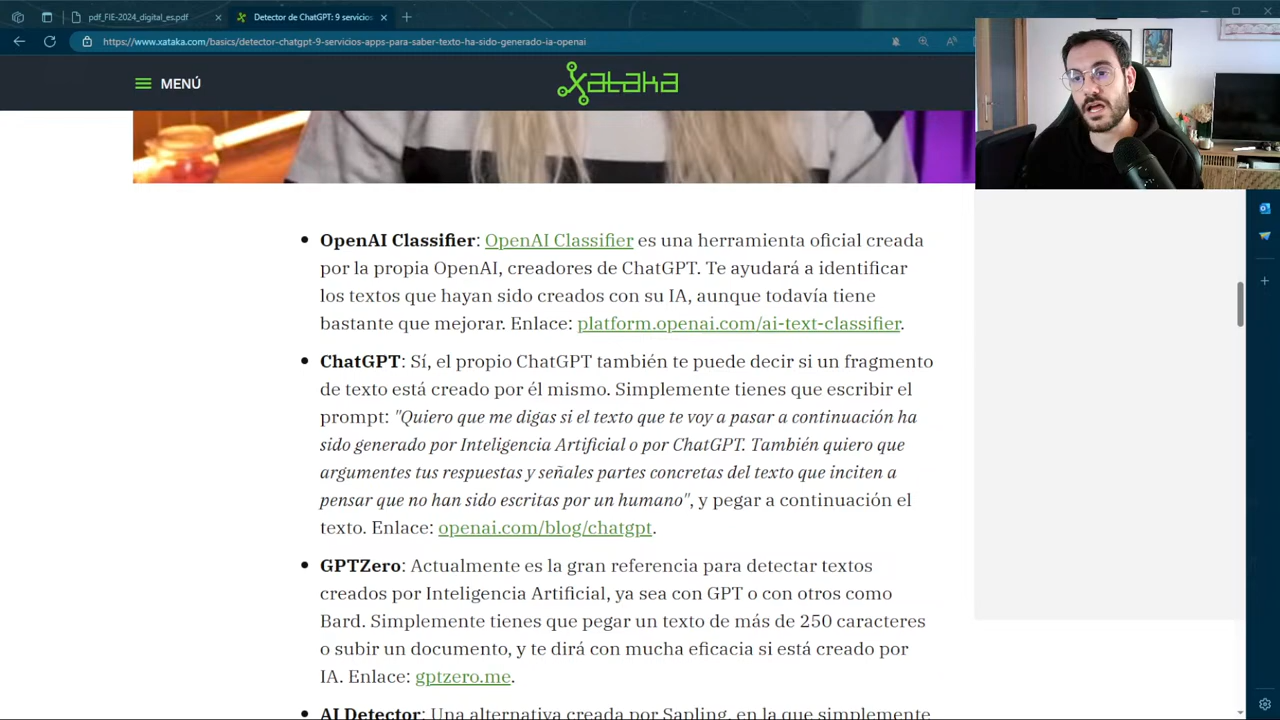 pdf_FIE-2024_digital_es.pdf
Detector de ChatGPT: 9 servicios
https://www.xataka.com/basics/detector-chatgpt-9-servicios-apps-para-saber-texto-ha-sido-generado-ia-openai
MENÚ
xataka
OpenAI Classifier: OpenAI Classifier es una herramienta oficial creada
por la propia OpenAI, creadores de ChatGPT. Te ayudará a identificar
los textos que hayan sido creados con su IA, aunque todavía tiene
bastante que mejorar. Enlace: platform.openai.com/ai-text-classifier.
ChatGPT: Sí, el propio ChatGPT también te puede decir si un fragmento
de texto está creado por él mismo. Simplemente tienes que escribir el
prompt: "Quiero que me digas si el texto que te voy a pasar a continuación ha
sido generado por Inteligencia Artificial o por ChatGPT. También quiero que
argumentes tus respuestas y señales partes concretas del texto que inciten a
pensar que no han sido escritas por un humano", y pegar a continuación el
texto. Enlace: openai.com/blog/chatgpt.
GPTZero: Actualmente es la gran referencia para detectar textos
creados por Inteligencia Artificial, ya sea con GPT o con otros como
Bard. Simplemente tienes que pegar un texto de más de 250 caracteres
o subir un documento, y te dirá con mucha eficacia si está creado por
IA. Enlace: gptzero.me.
AI Detector: Una alternativa creada por Sapling, en la que simplemente